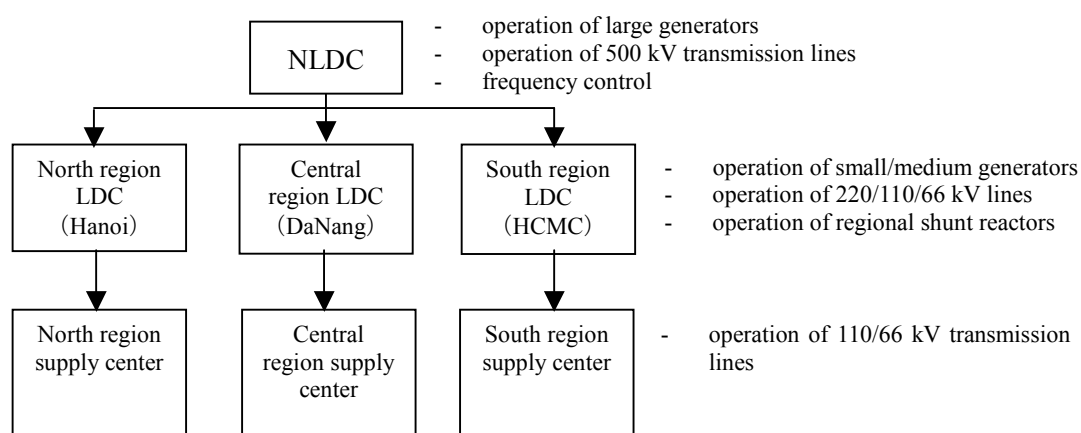 NLDC
- operation of large generators
- operation of 500 kV transmission lines
- frequency control
North region
LDC
（Hanoi）
Central
region LDC
（DaNang）
South region
LDC
（HCMC）
- operation of small/medium generators
- operation of 220/110/66 kV lines
- operation of regional shunt reactors
North region
supply center
Central
region supply
center
South region
supply center
- operation of 110/66 kV transmission
lines